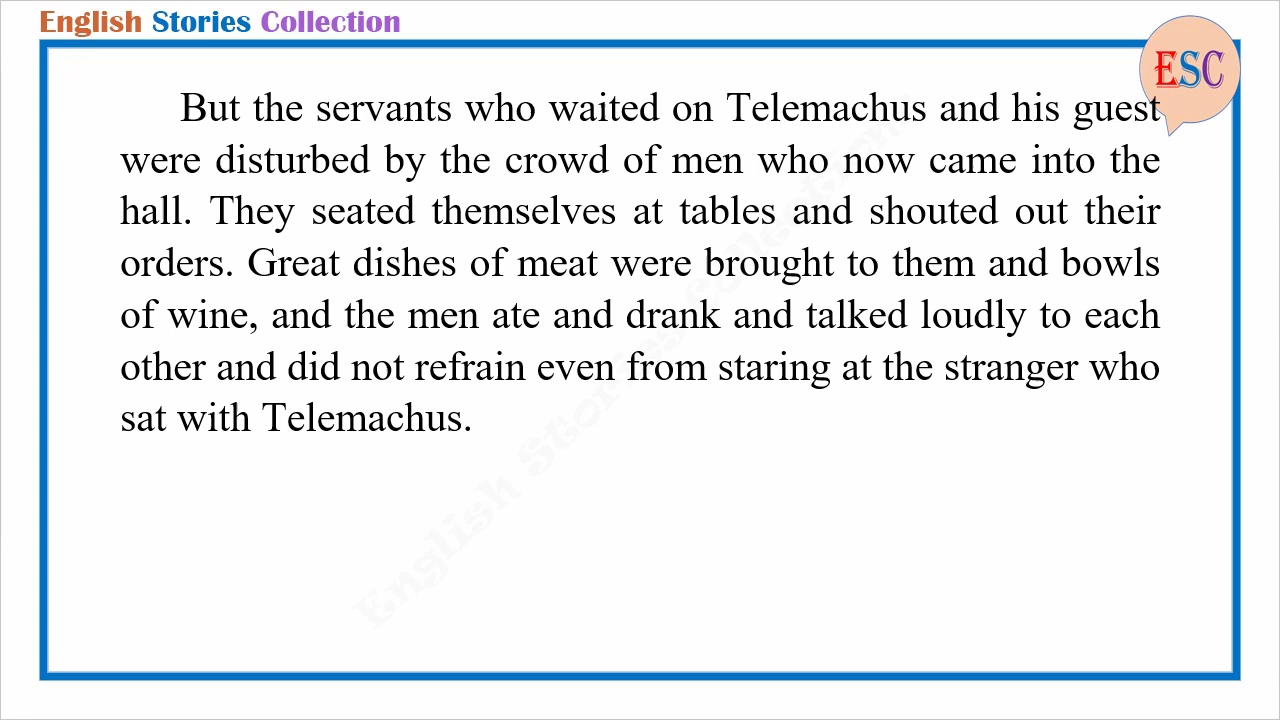 English Stories Collection
ESC
But the servants who waited on Telemachus and his guest
were disturbed by the crowd of men who now came into the
hall. They seated themselves at tables and shouted out their
orders. Great dishes of meat were brought to them and bowls
of wine, and the men ate and drank and talked loudly to each
other and did not refrain even from staring at the stranger who
sat with Telemachus.
English Stories Collection